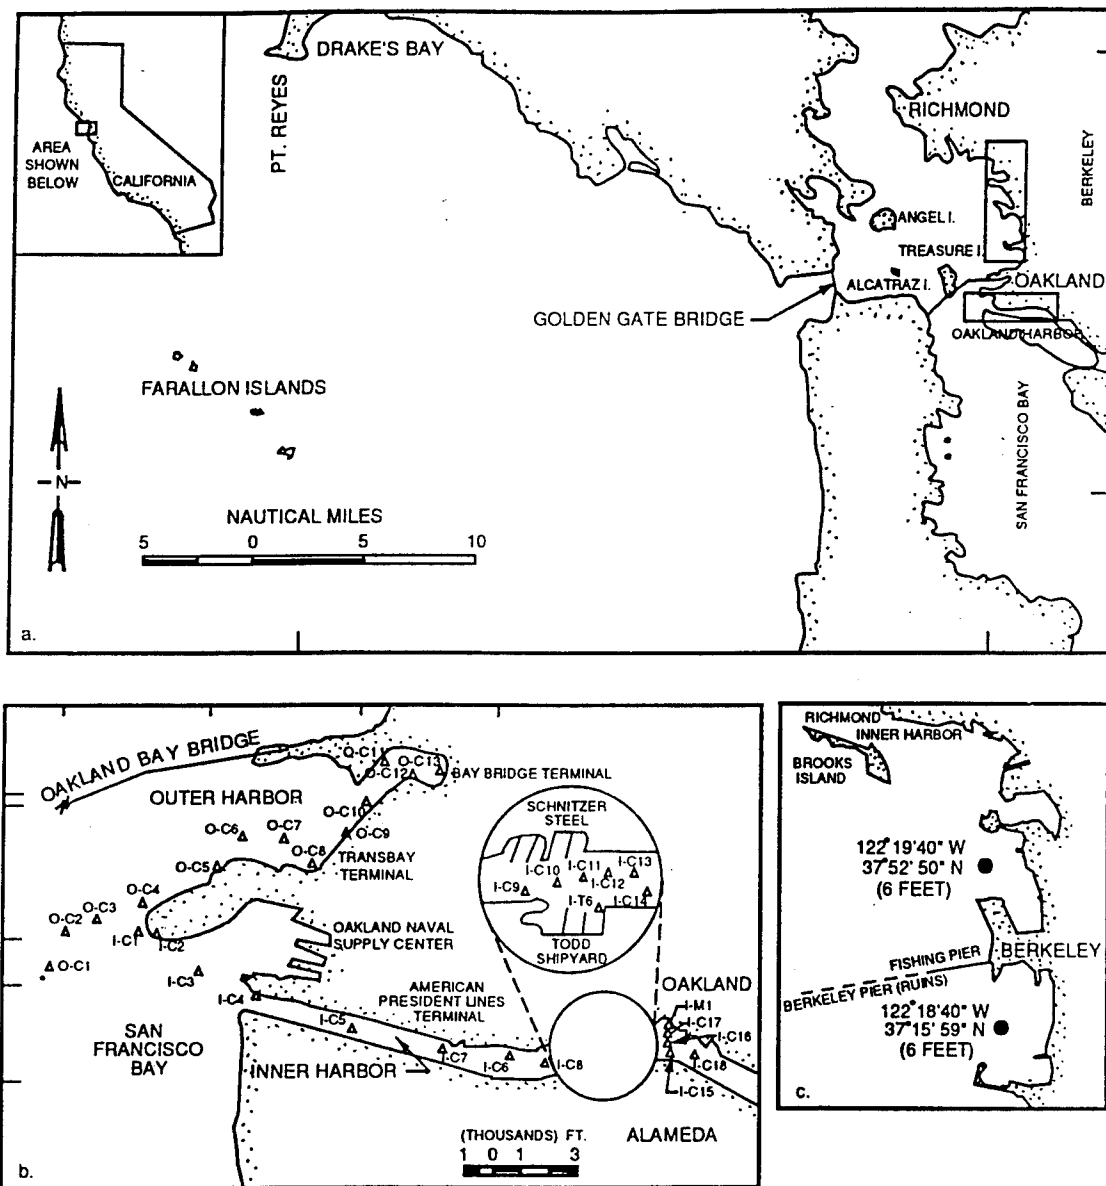 DRAKE'S BAY
PT. REYES
RICHMOND
BERKELEY
AREA
SHOWN
BELOW
CALIFORNIA
ANGEL I.
TREASURE I.
ALCATRAZ I.
OAKLAND
GOLDEN GATE BRIDGE
OAKLAND HARBOR
FARALLON ISLANDS
SAN FRANCISCO BAY
N
NAUTICAL MILES
5 0 5 10
a.
OAKLAND BAY BRIDGE
O-C11
O-C13
O-C12
BAY BRIDGE TERMINAL
OUTER HARBOR
O-C10
O-C6
O-C7
O-C9
O-C8
TRANSBAY
TERMINAL
O-C5
O-C4
O-C3
O-C2
I-C1
I-C2
O-C1
I-C3
OAKLAND NAVAL
SUPPLY CENTER
SCHNITZER
STEEL
I-C11
I-C13
I-C10
I-C12
I-C9
I-T6
I-C14
TODD
SHIPYARD
I-C4
AMERICAN
PRESIDENT LINES
TERMINAL
OAKLAND
I-M1
I-C17
I-C16
I-C5
I-C7
I-C6
I-C8
I-C18
I-C15
SAN
FRANCISCO
BAY
INNER HARBOR
(THOUSANDS) FT.
1 0 1 3
ALAMEDA
b.
RICHMOND
INNER HARBOR
BROOKS
ISLAND
122° 19'40" W
37°52' 50" N
(6 FEET)
BERKELEY
FISHING PIER
BERKELEY PIER (RUINS)
122° 18'40" W
37°15' 59" N
(6 FEET)
c.